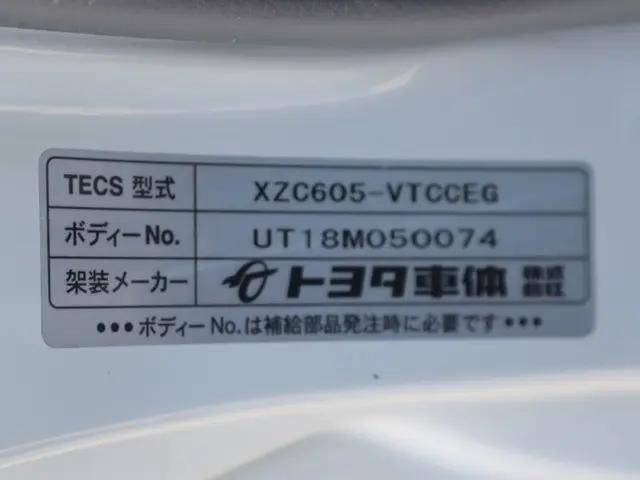 TECS 型式 XZC605-VTCCEG
ボディーNo. UT18M050074
架装メーカー トヨタ車体 株式会社
•••ボディーNo.は補給部品発注時に必要です•••